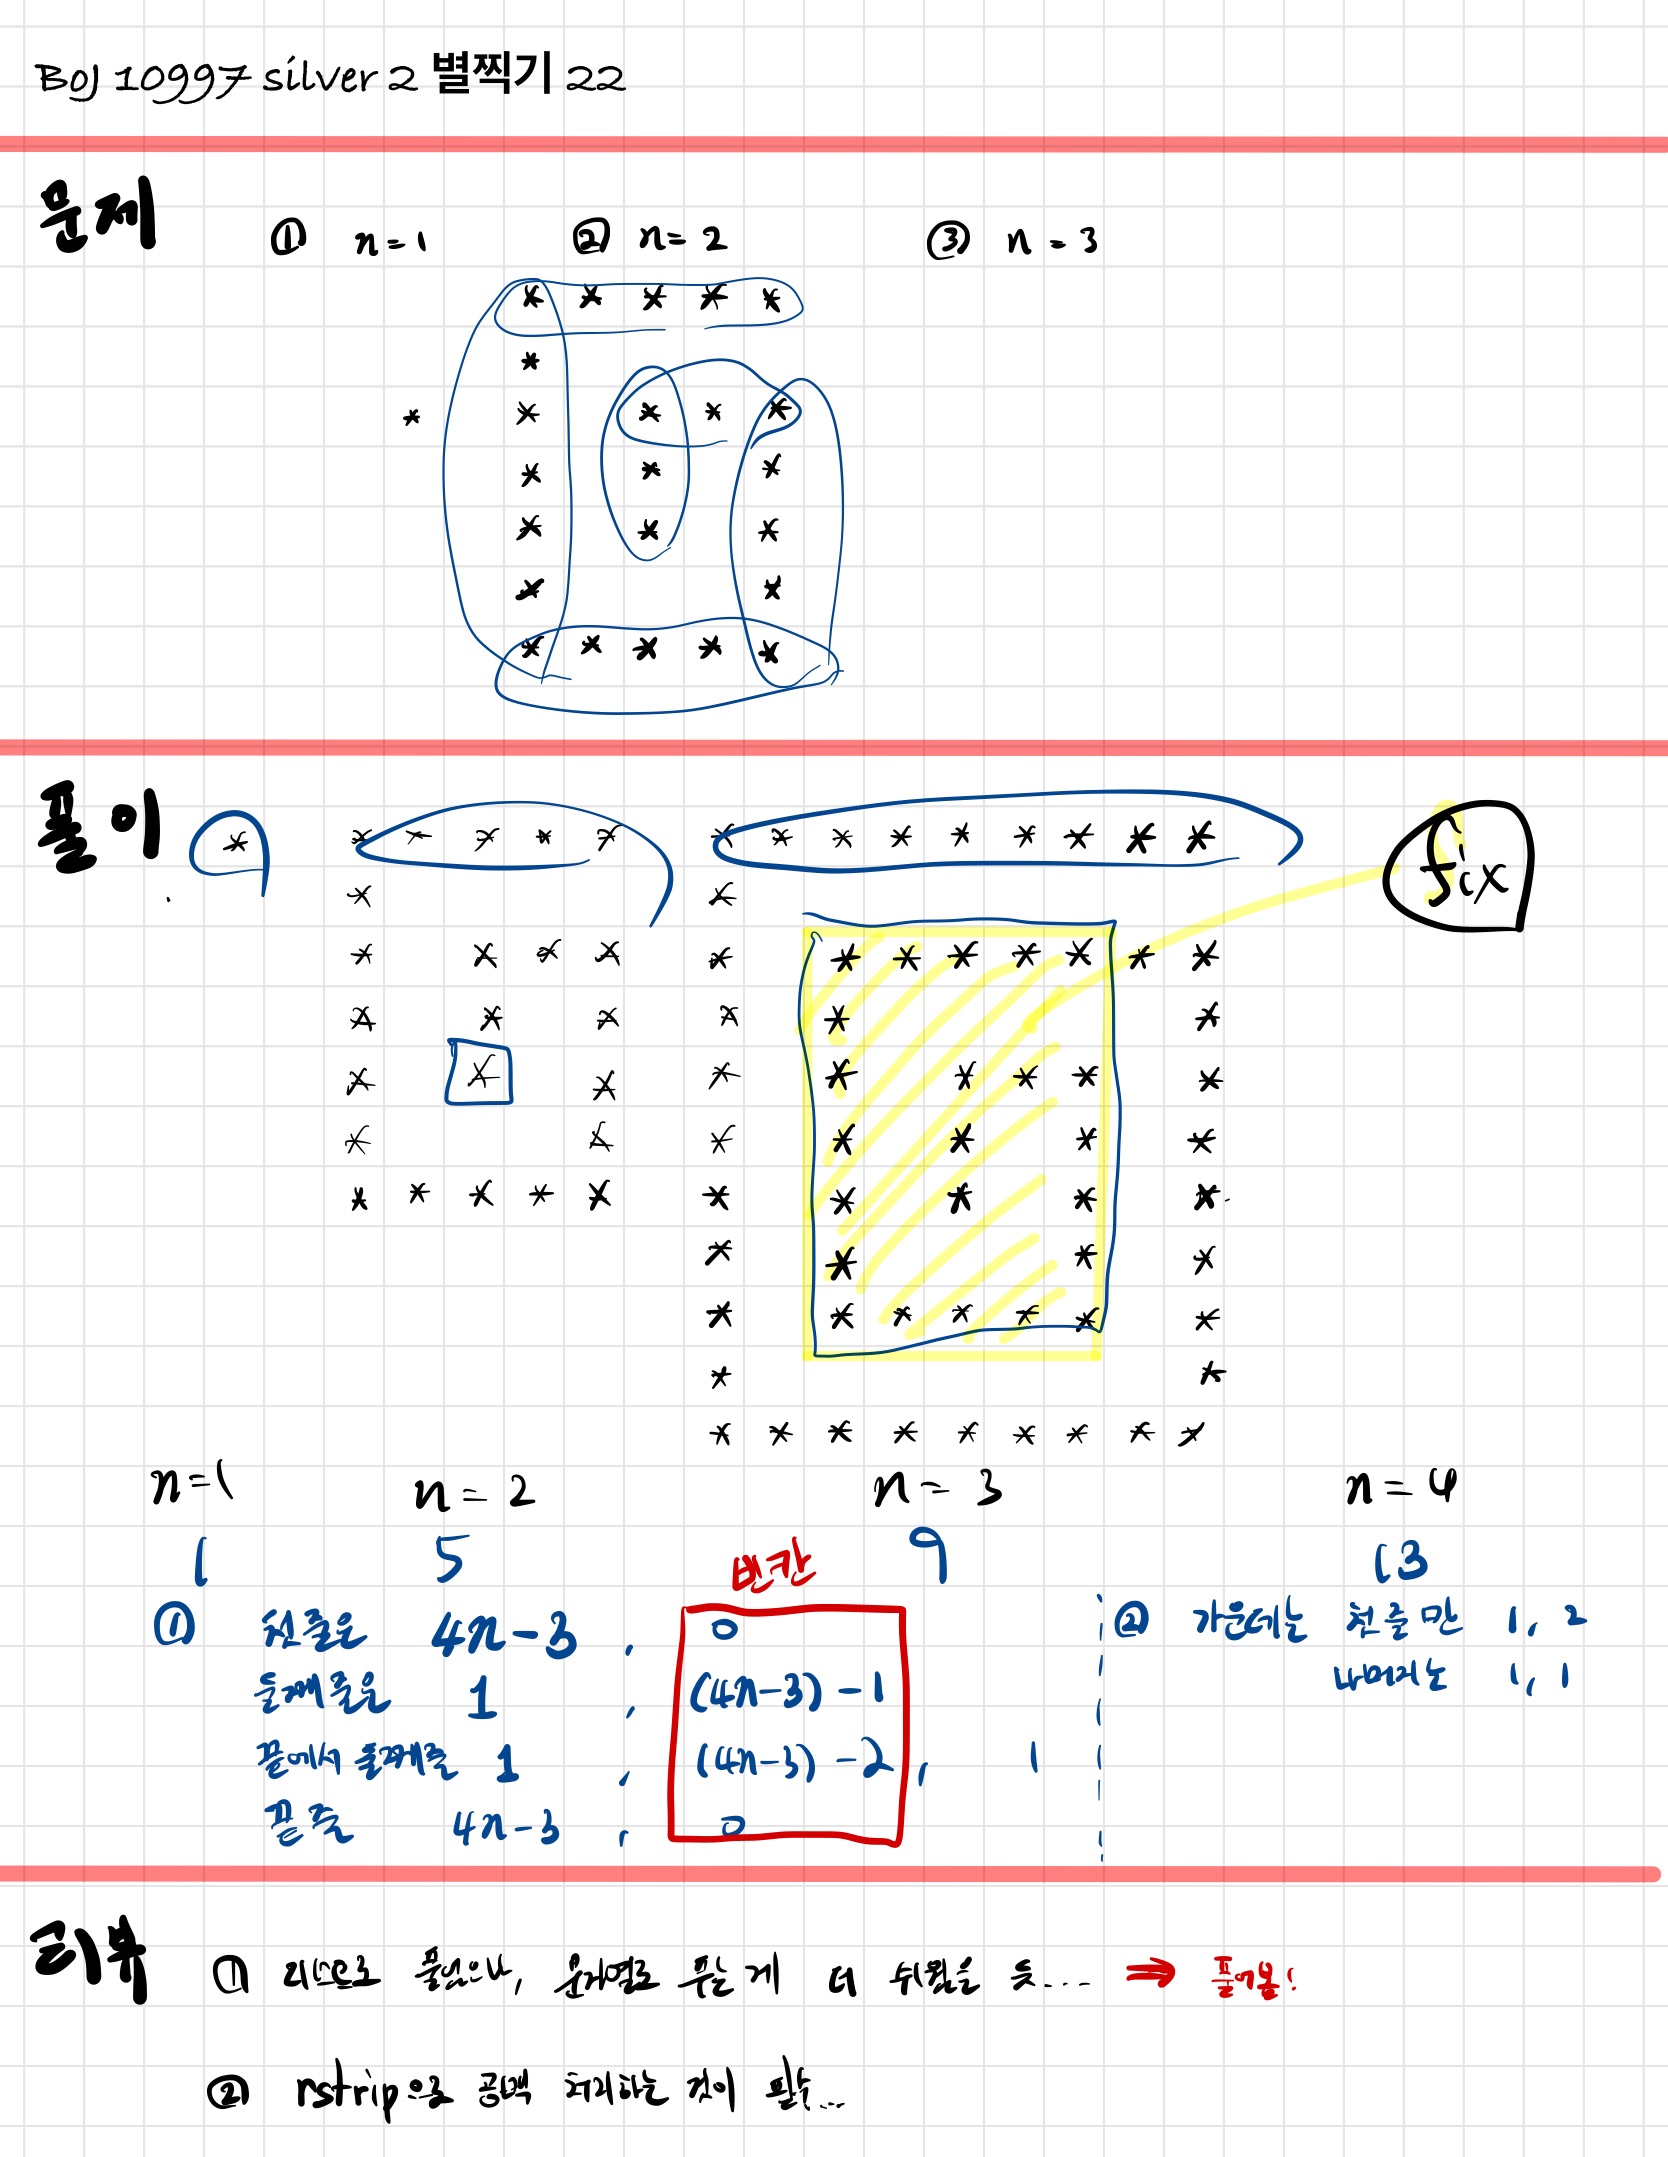 BOJ 10997 silver 2 별찍기 22
문제
① n=1 ② n=2 ③ n=3
* * * * *
*
* * * * *
* * *
* * *
* *
* * * * *
풀이
* * * * * * * * * * * * * * *
* *
* * * * * * * * * * * *
* * * * * *
* * * * * * * * *
* * * * * * *
* * * * * * * * * *
* * * *
* * * * * * *
* *
* * * * * * * * *
fix
n=1 n=2 n=3 n=4
1 5 9 13
빈칸
① 첫줄은 4n-3 , 0
둘째줄은 1 , (4n-3)-1
끝에서 둘째줄 1 , (4n-3)-2 , 1
끝줄 4n-3 , 0
② 가운데는 첫줄만 1, 2
나머지는 1, 1
리뷰
① 리스트로 풀었으나, 문자열로 푸는게 더 쉬웠을 듯... ⇒ 풀어봄!
② rstrip으로 공백 처리하는 것이 필수...